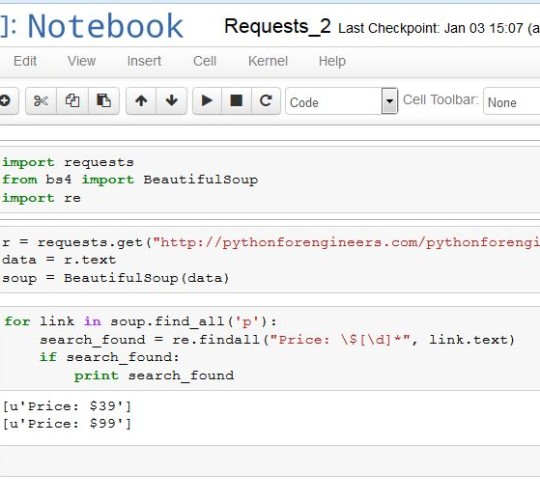 ]: Notebook Requests_2 Last Checkpoint: Jan 03 15:07 (a
Edit View Insert Cell Kernel Help
Code Cell Toolbar: None
import requests
from bs4 import BeautifulSoup
import re
r = requests.get("http://pythonforengineers.com/pythonforengi
data = r.text
soup = BeautifulSoup(data)
for link in soup.find_all('p'):
    search_found = re.findall("Price: \$[\d]*", link.text)
    if search_found:
        print search_found
[u'Price: $39']
[u'Price: $99']